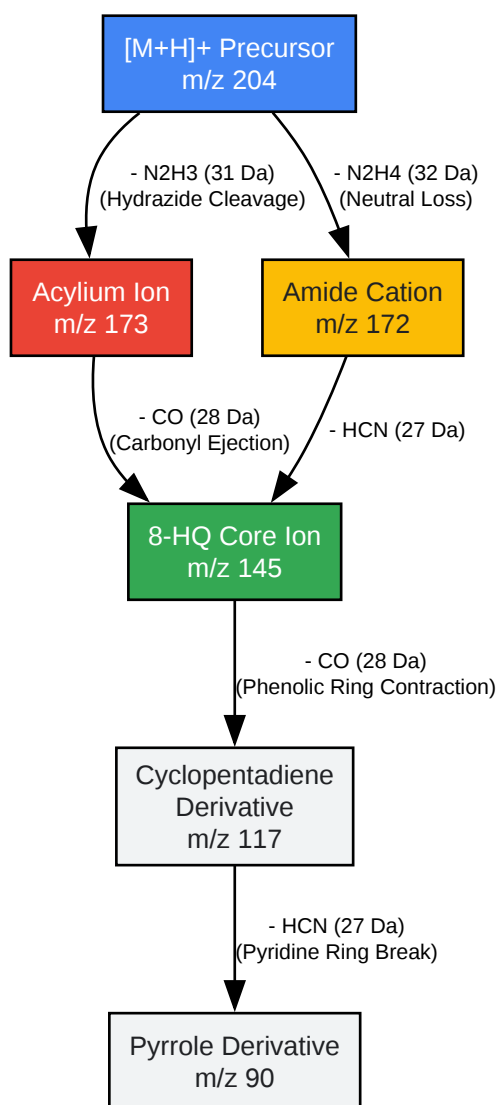 [M+H]+ Precursor
m/z 204
- N2H3 (31 Da)
(Hydrazide Cleavage)
- N2H4 (32 Da)
(Neutral Loss)
Acylium Ion
m/z 173
Amide Cation
m/z 172
- CO (28 Da)
(Carbonyl Ejection)
- HCN (27 Da)
8-HQ Core Ion
m/z 145
- CO (28 Da)
(Phenolic Ring Contraction)
Cyclopentadiene
Derivative
m/z 117
- HCN (27 Da)
(Pyridine Ring Break)
Pyrrole Derivative
m/z 90